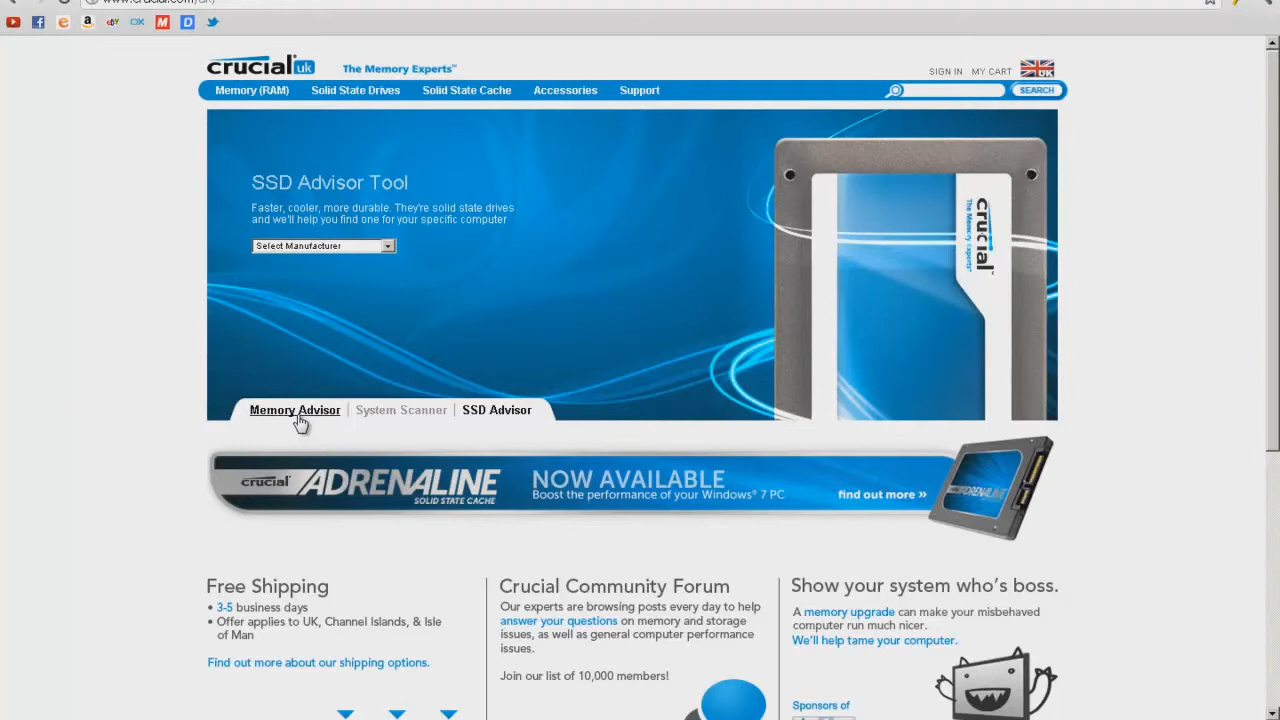 www.crucial.com/uk/
crucial uk The Memory Experts™
SIGN IN MY CART
UK
Memory (RAM) Solid State Drives Solid State Cache Accessories Support SEARCH
SSD Advisor Tool
Faster, cooler, more durable. They're solid state drives
and we'll help you find one for your specific computer
Select Manufacturer
crucial
The Memory Experts™
Memory Advisor | System Scanner | SSD Advisor
crucial ADRENALINE
SOLID STATE CACHE
NOW AVAILABLE
Boost the performance of your Windows® 7 PC
find out more »
ADRENALINE
Free Shipping
• 3-5 business days
• Offer applies to UK, Channel Islands, & Isle
of Man
Find out more about our shipping options.
Crucial Community Forum
Our experts are browsing posts every day to help
answer your questions on memory and storage
issues, as well as general computer performance
issues.
Join our list of 10,000 members!
Show your system who's boss.
A memory upgrade can make your misbehaved
computer run much nicer.
We'll help tame your computer.
Sponsors of